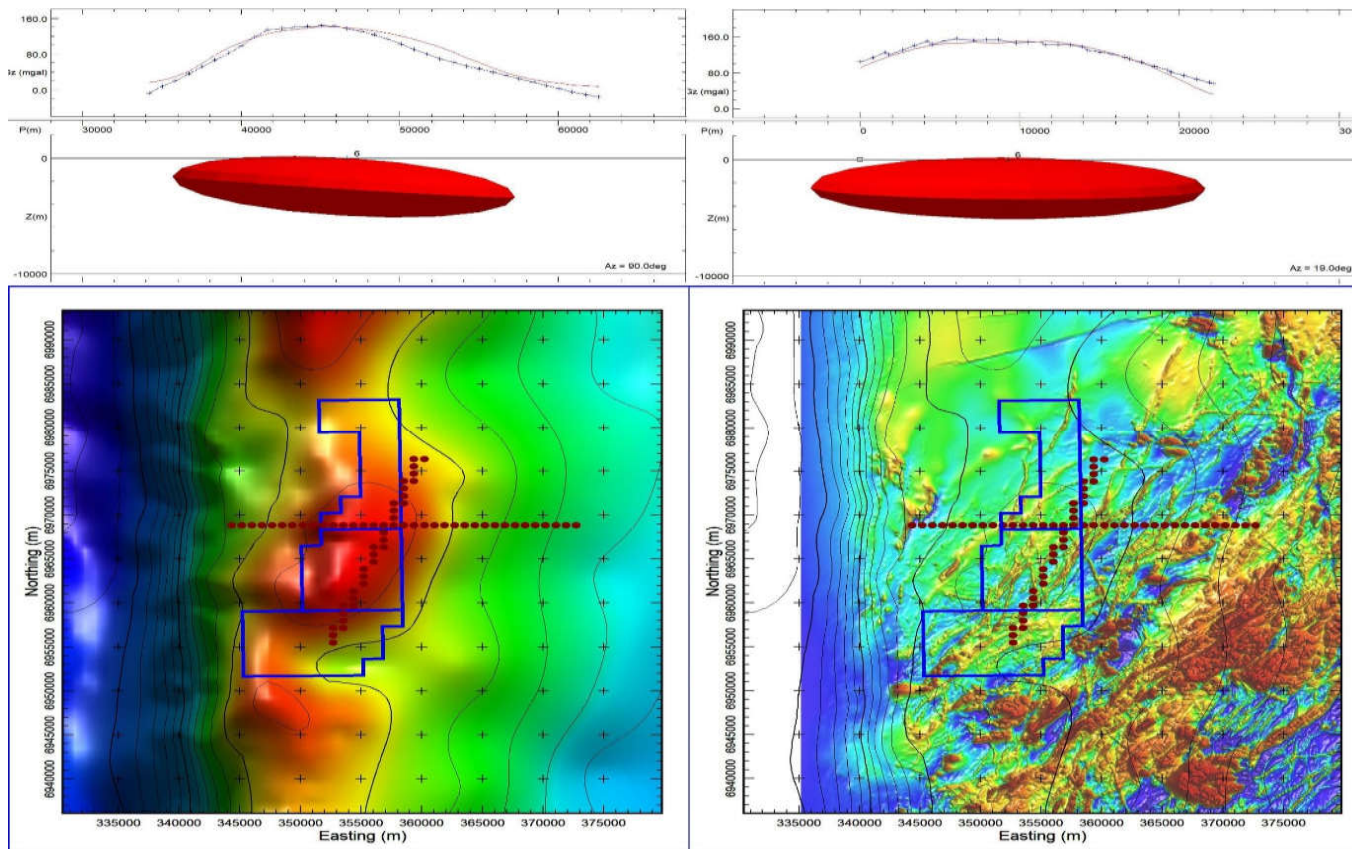 160.0
80.0
Gz (mgal)
0.0
P(m) 30000 40000 50000 60000
0
6
Z(m)
-10000
Az = 90.0deg
160.0
80.0
Gz (mgal)
0.0
P(m) 0 10000 20000
0
6
Z(m)
-10000
Az = 19.0deg
6990000
6985000
6980000
6975000
6970000
6965000
6960000
6955000
6950000
6945000
6940000
Northing (m)
335000 340000 345000 350000 355000 360000 365000 370000 375000
Easting (m)
6990000
6985000
6980000
6975000
6970000
6965000
6960000
6955000
6950000
6945000
6940000
Northing (m)
335000 340000 345000 350000 355000 360000 365000 370000 375000
Easting (m)